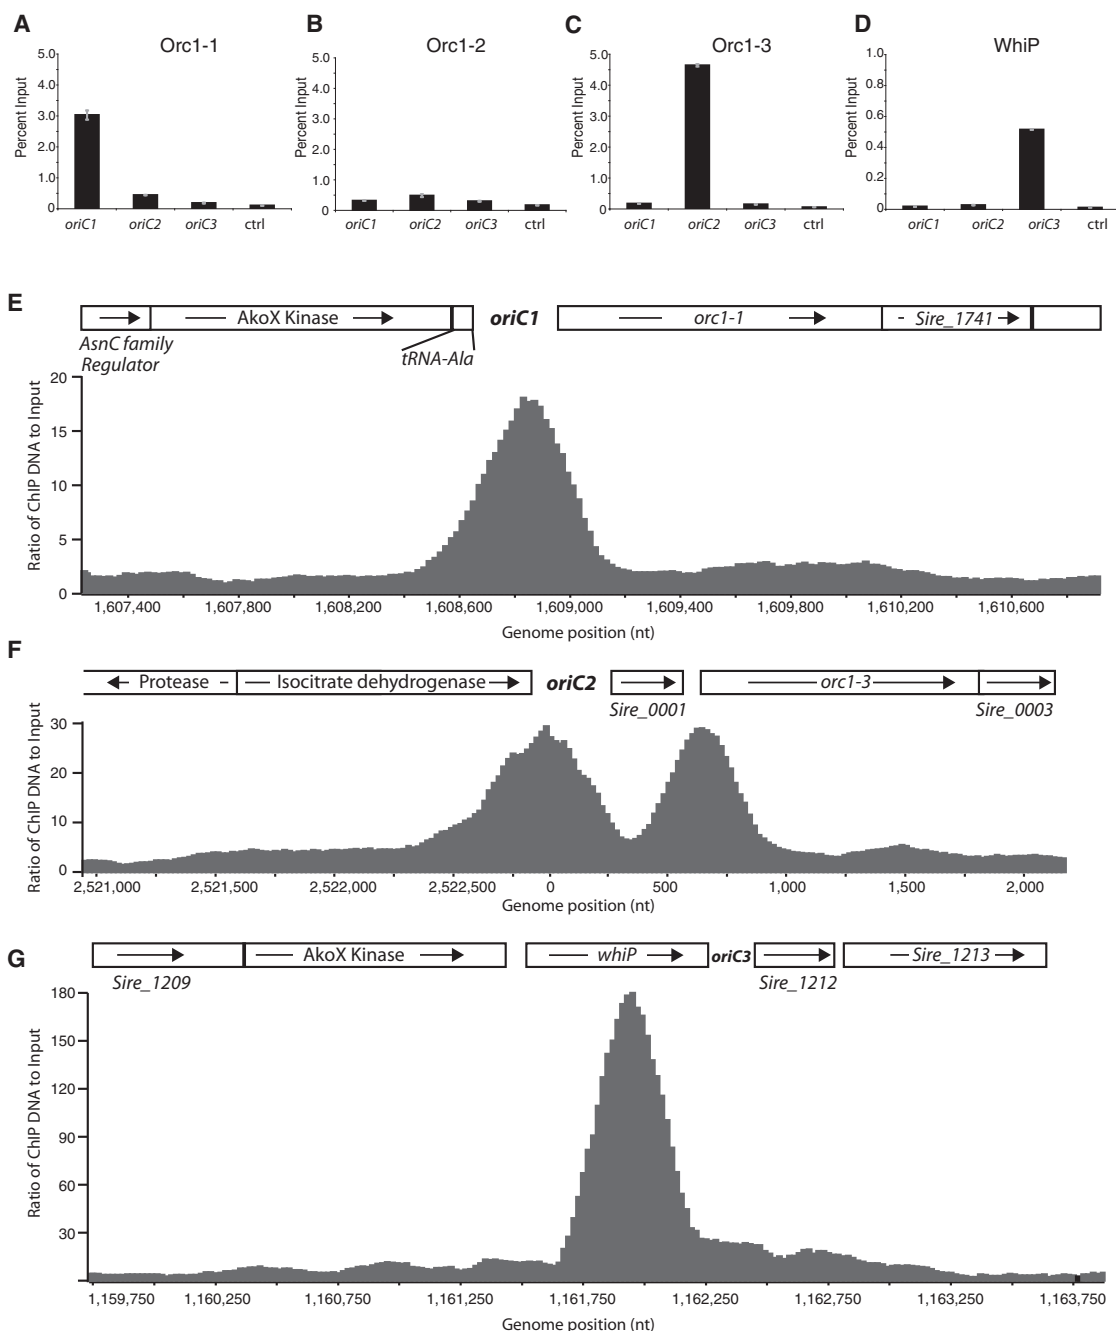 A
Orc1-1
Percent Input
5.0
4.0
3.0
2.0
1.0
0
oriC1 oriC2 oriC3 ctrl
B
Orc1-2
Percent Input
5.0
4.0
3.0
2.0
1.0
0
oriC1 oriC2 oriC3 ctrl
C
Orc1-3
Percent Input
5.0
4.0
3.0
2.0
1.0
0
oriC1 oriC2 oriC3 ctrl
D
WhiP
Percent Input
1.0
0.8
0.6
0.4
0.2
0
oriC1 oriC2 oriC3 ctrl
E
AkoX Kinase oriC1 orc1-1 Sire_1741
AsnC family
Regulator
tRNA-Ala
Ratio of ChIP DNA to Input
20
15
10
5
0
1,607,400 1,607,800 1,608,200 1,608,600 1,609,000 1,609,400 1,609,800 1,610,200 1,610,600
Genome position (nt)
F
Protease Isocitrate dehydrogenase oriC2 orc1-3
Sire_0001 Sire_0003
Ratio of ChIP DNA to Input
30
20
10
0
2,521,000 2,521,500 2,522,000 2,522,500 0 500 1,000 1,500 2,000
Genome position (nt)
G
AkoX Kinase whiP oriC3 Sire_1213
Sire_1209 Sire_1212
Ratio of ChIP DNA to Input
180
150
120
90
60
30
1,159,750 1,160,250 1,160,750 1,161,250 1,161,750 1,162,250 1,162,750 1,163,250 1,163,750
Genome position (nt)